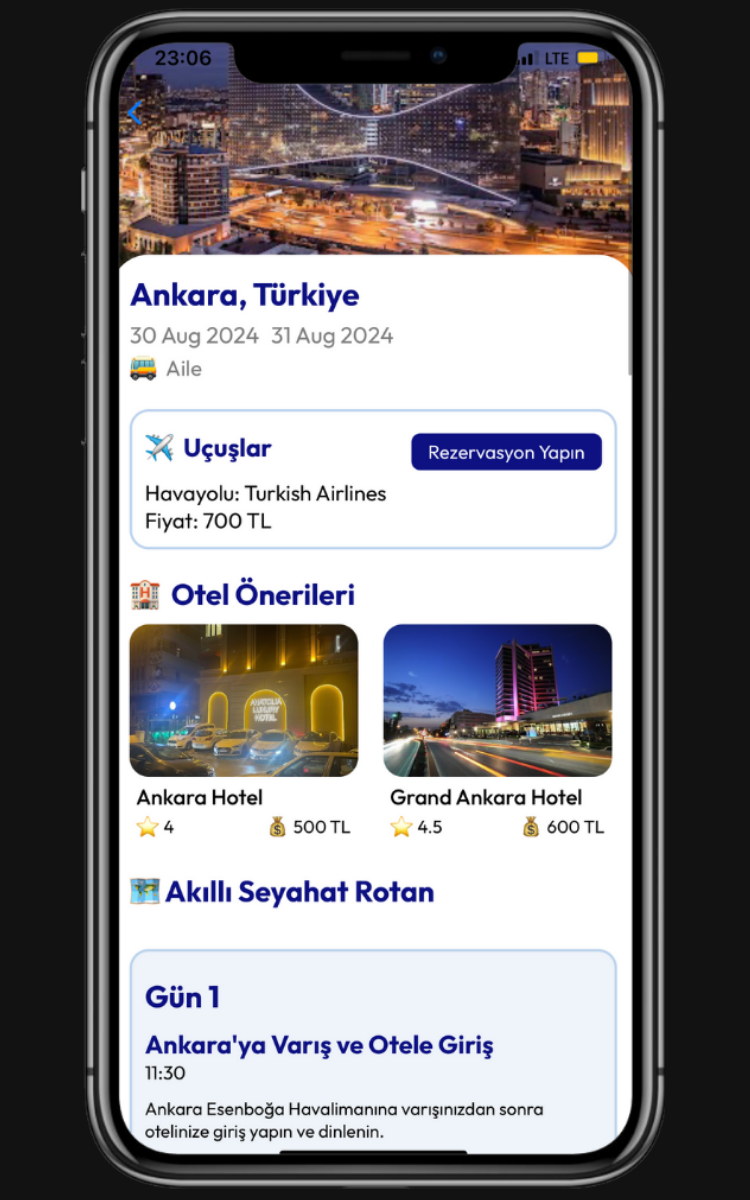 23:06
LTE
Ankara, Türkiye
30 Aug 2024 31 Aug 2024
Aile
Uçuşlar
Rezervasyon Yapın
Havayolu: Turkish Airlines
Fiyat: 700 TL
Otel Önerileri
ANATOLIA
LUXURY
HOTEL
Ankara Hotel
Grand Ankara Hotel
4
500 TL
4.5
600 TL
Akıllı Seyahat Rotan
Gün 1
Ankara'ya Varış ve Otele Giriş
11:30
Ankara Esenboğa Havalimanına varışınızdan sonra
otelinize giriş yapın ve dinlenin.